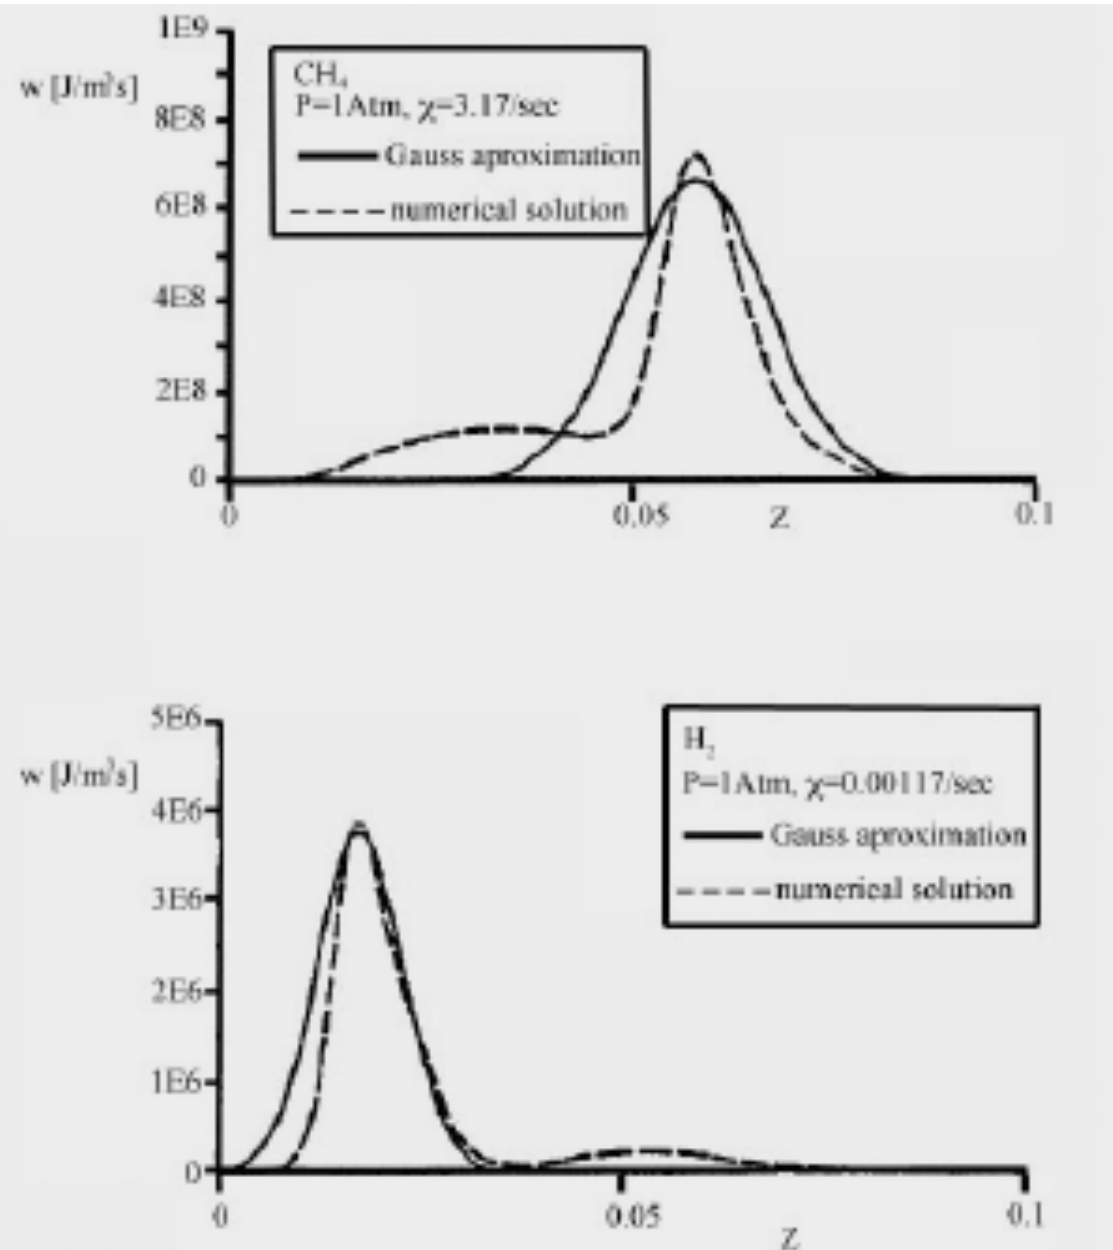 1E9
w [J/m³s]
CH₄
P=1Atm, χ=3.17/sec
8E8
Gauss aproximation
6E8
numerical solution
4E8
2E8
0
0
0.05
Z
0.1
5E6
H₂
w [J/m³s]
P=1Atm, χ=0.00117/sec
4E6
Gauss aproximation
3E6
numerical solution
2E6
1E6
0
0
0.05
0.1
Z